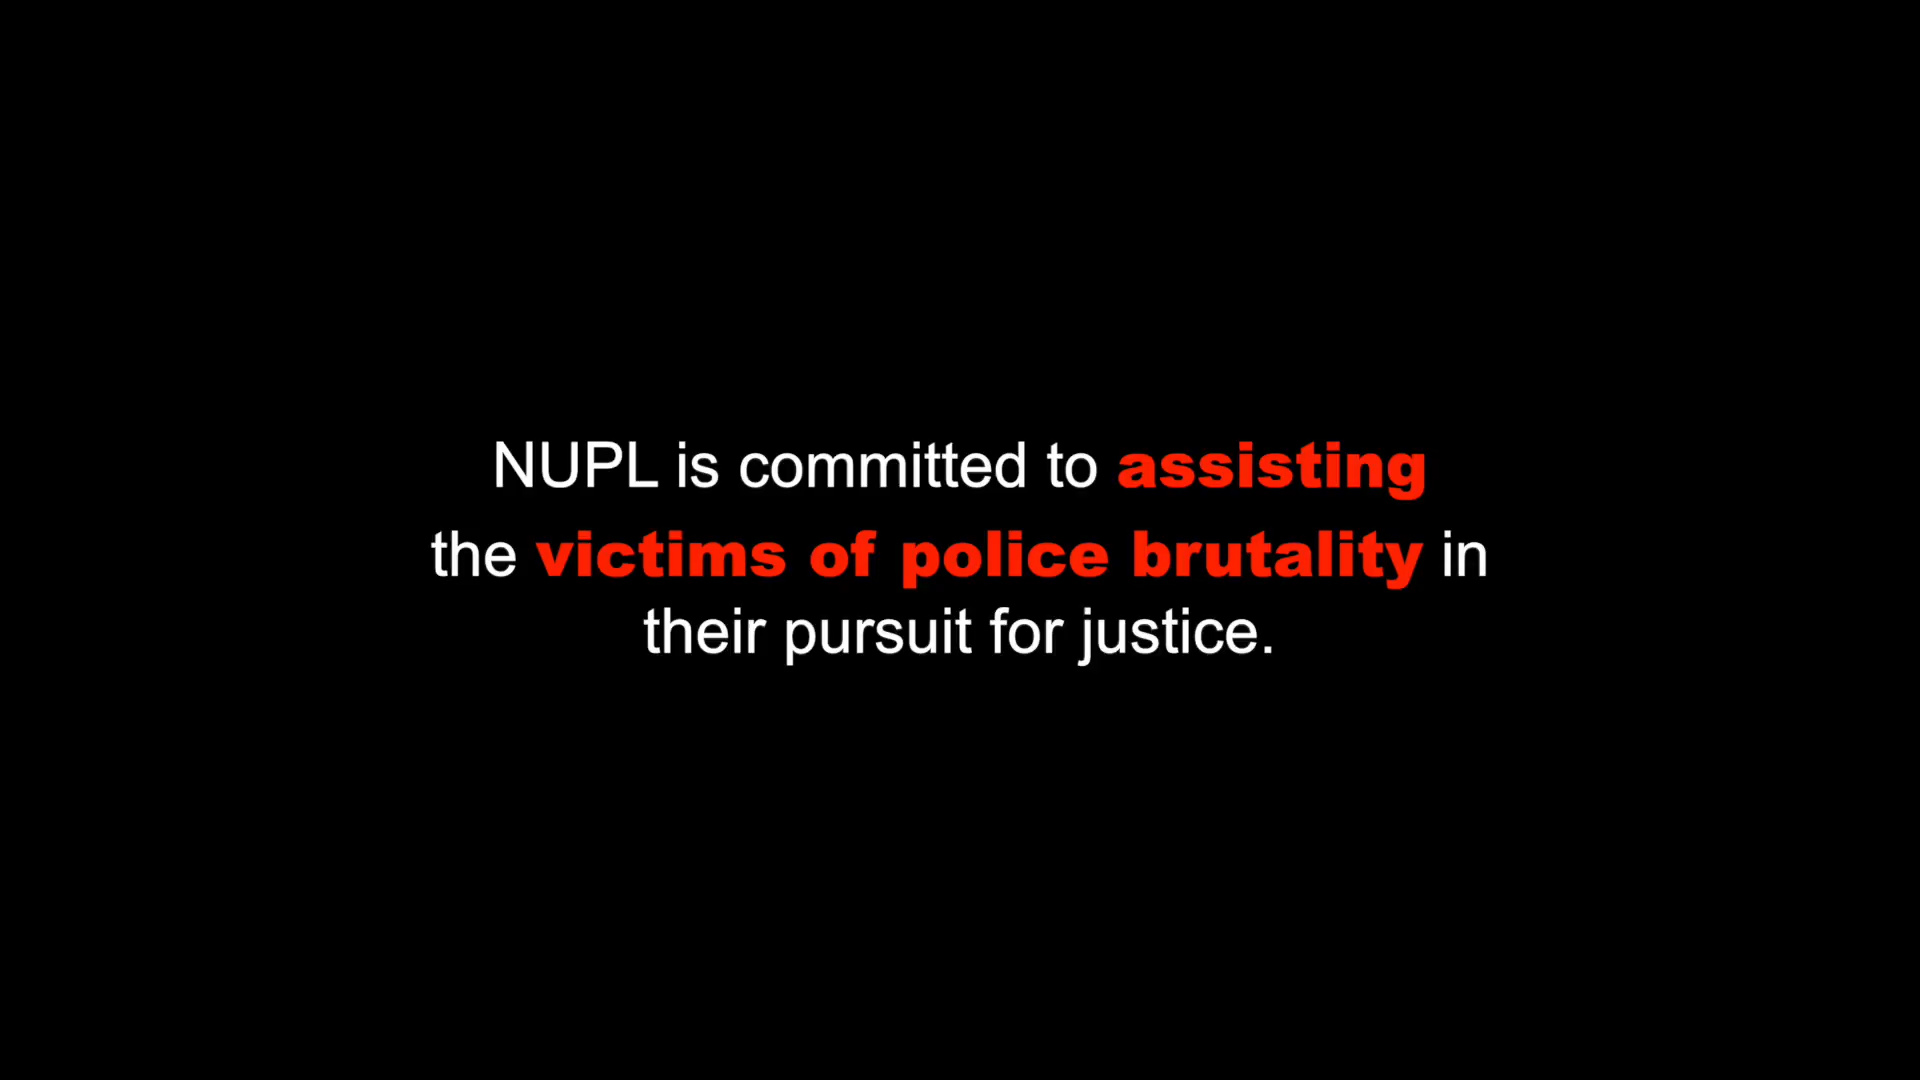 NUPL is committed to assisting
the victims of police brutality in
their pursuit for justice.